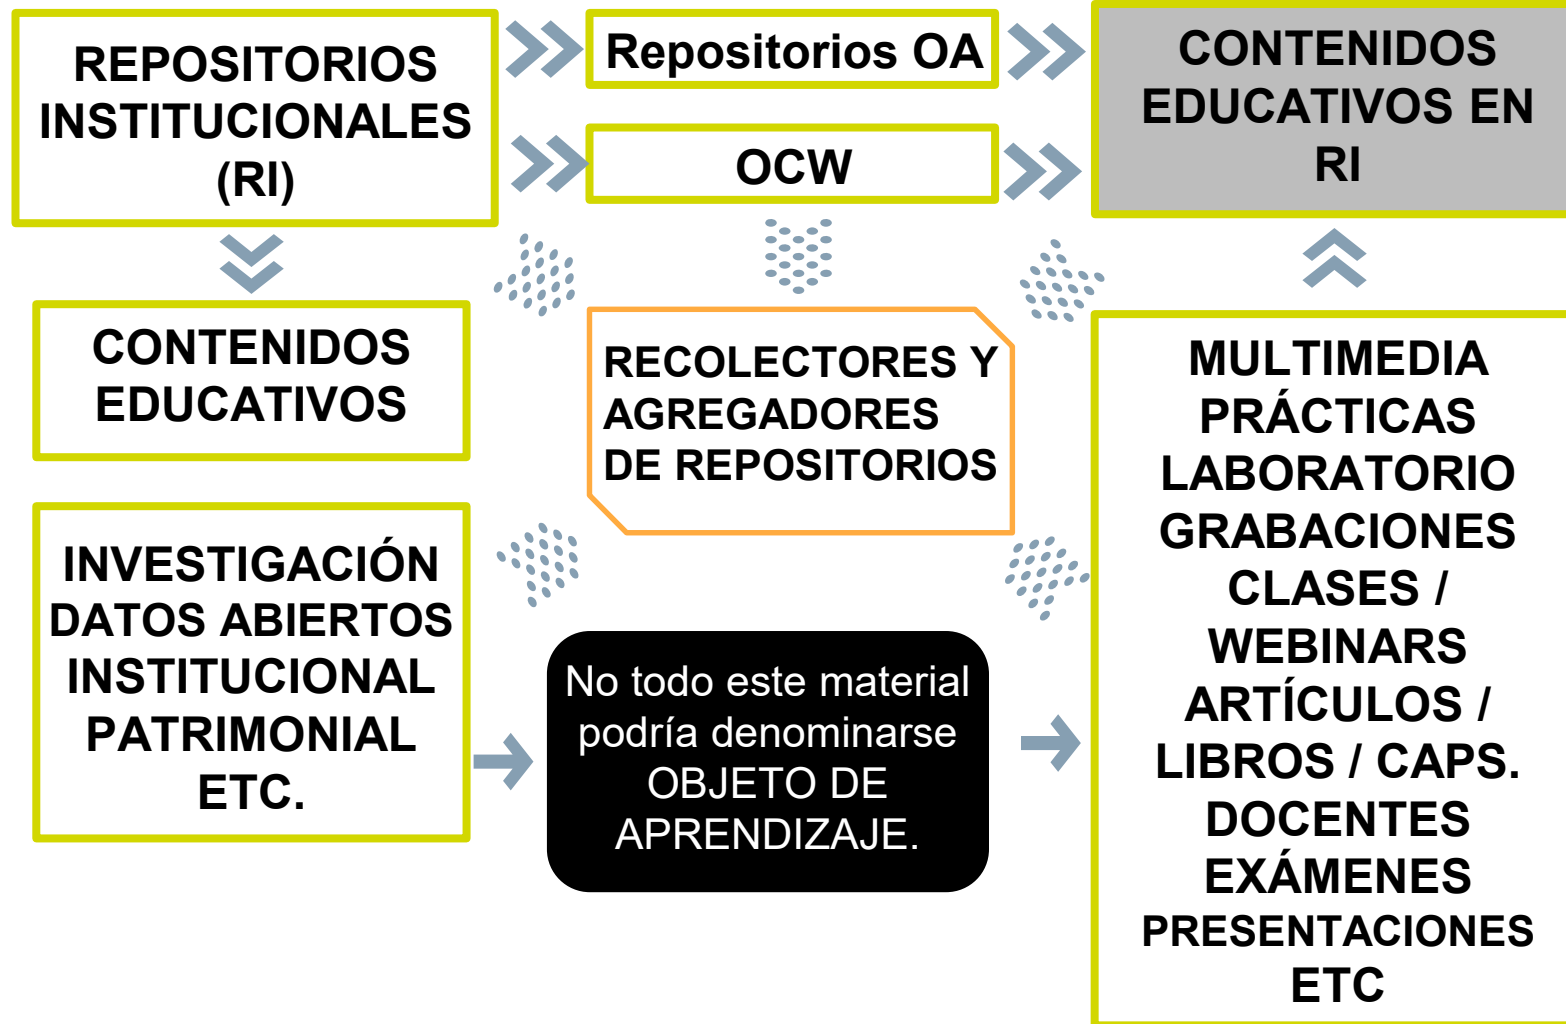 REPOSITORIOS
INSTITUCIONALES
(RI)
Repositorios OA
OCW
CONTENIDOS
EDUCATIVOS EN
RI
CONTENIDOS
EDUCATIVOS
RECOLECTORES Y
AGREGADORES
DE REPOSITORIOS
INVESTIGACIÓN
DATOS ABIERTOS
INSTITUCIONAL
PATRIMONIAL
ETC.
No todo este material
podría denominarse
OBJETO DE
APRENDIZAJE.
MULTIMEDIA
PRÁCTICAS
LABORATORIO
GRABACIONES
CLASES /
WEBINARS
ARTÍCULOS /
LIBROS / CAPS.
DOCENTES
EXÁMENES
PRESENTACIONES
ETC